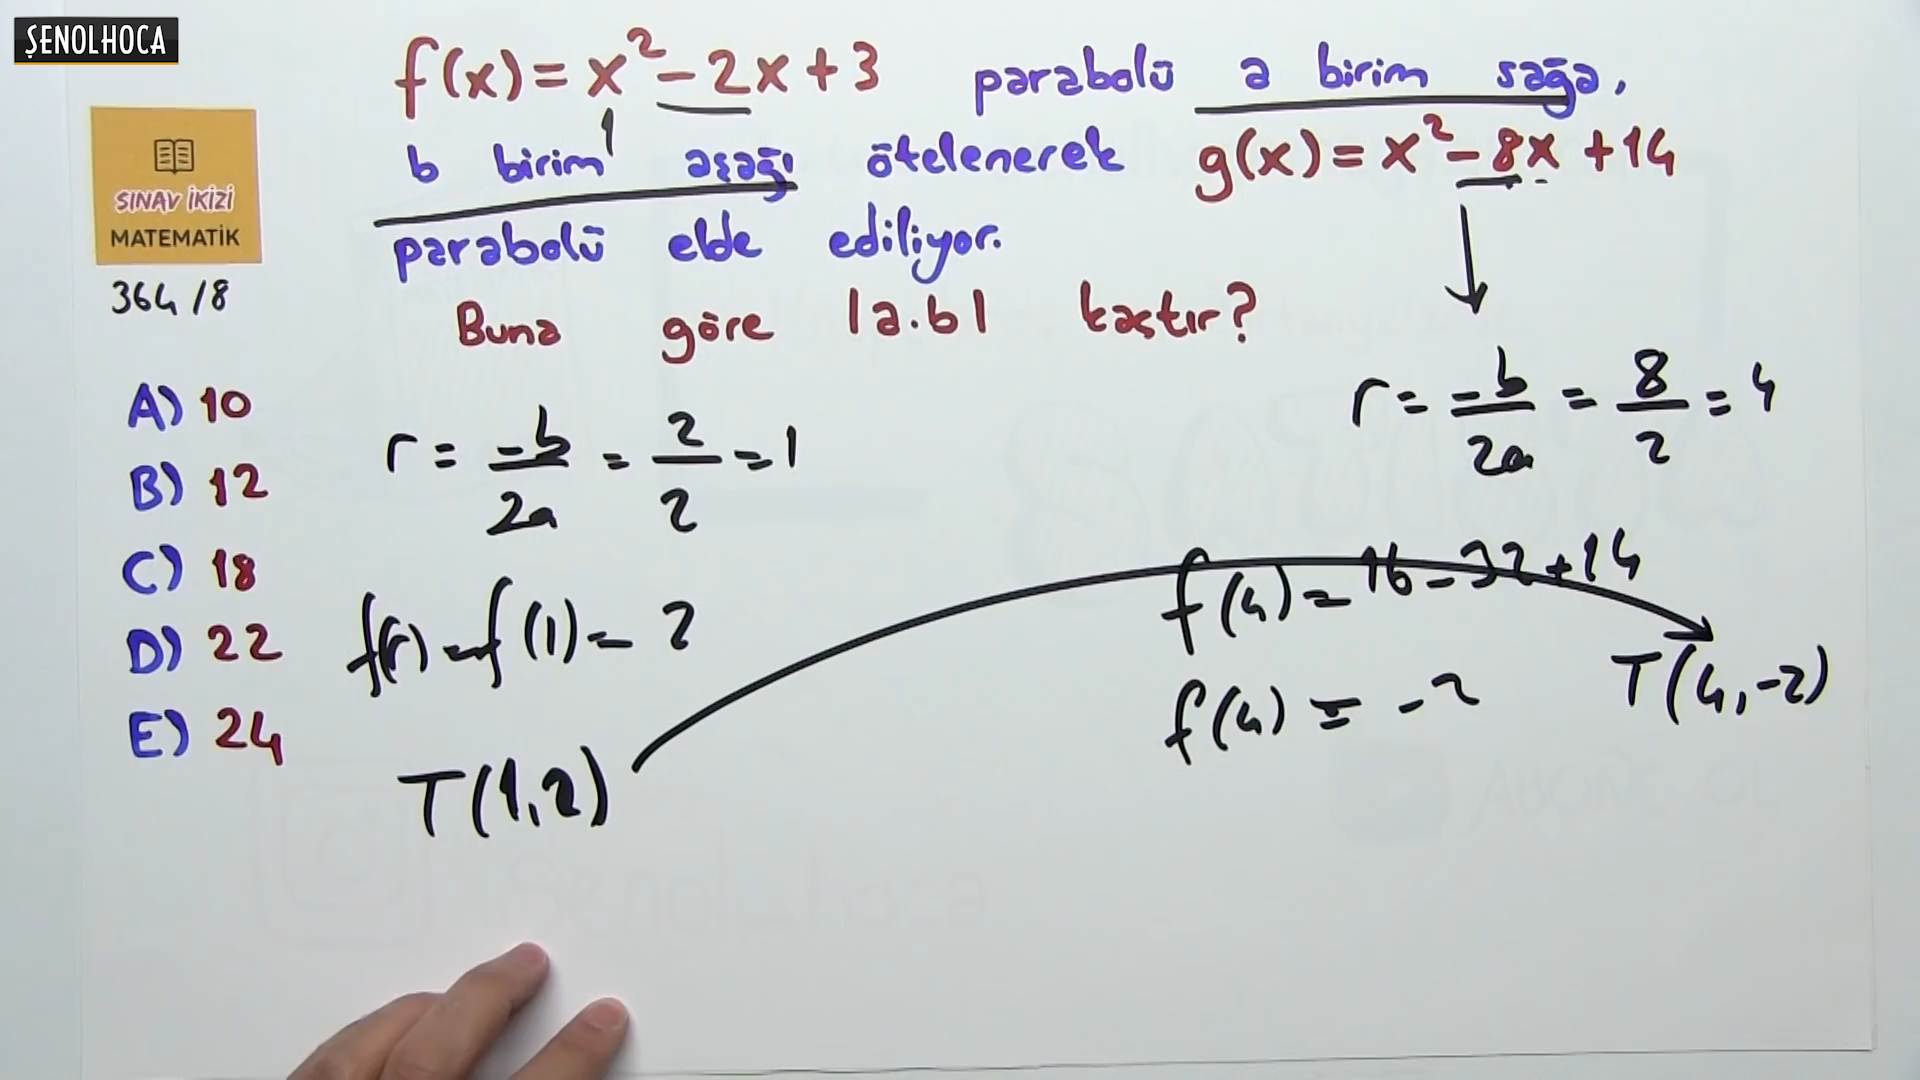 ŞENOLHOCA
f(x) = x² - 2x + 3 parabolü a birim sağa,
1
b birim aşağı ötelenerek g(x) = x² - 8x + 14
parabolü elde ediliyor.
Buna göre |a.b| kaçtır?
SINAV İKİZİ
MATEMATİK
364 / 8
A) 10
B) 12
C) 18
D) 22
E) 24
r = -b/2a = 2/2 = 1
f(r) = f(1) = 2
T(1,2)
r = -b/2a = 8/2 = 4
f(4) = 16 - 32 + 14
f(4) = -2
T(4,-2)